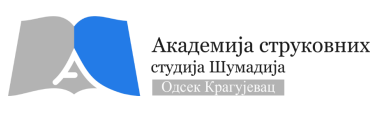 Академија струковних
студија Шумадија
Одсек Крагујевац